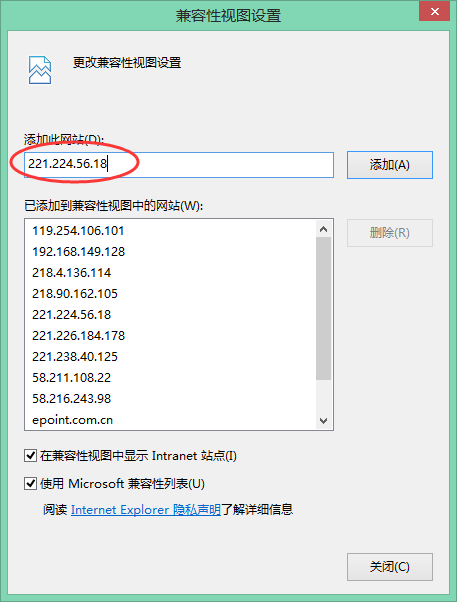 兼容性视图设置
更改兼容性视图设置
添加此网站(D):
221.224.56.18
添加(A)
已添加到兼容性视图中的网站(W):
119.254.106.101
删除(R)
192.168.149.128
218.4.136.114
218.90.162.105
221.224.56.18
221.226.184.178
221.238.40.125
58.211.108.22
58.216.243.98
epoint.com.cn
在兼容性视图中显示 Intranet 站点(I)
使用 Microsoft 兼容性列表(U)
阅读 Internet Explorer 隐私声明了解详细信息
关闭(C)